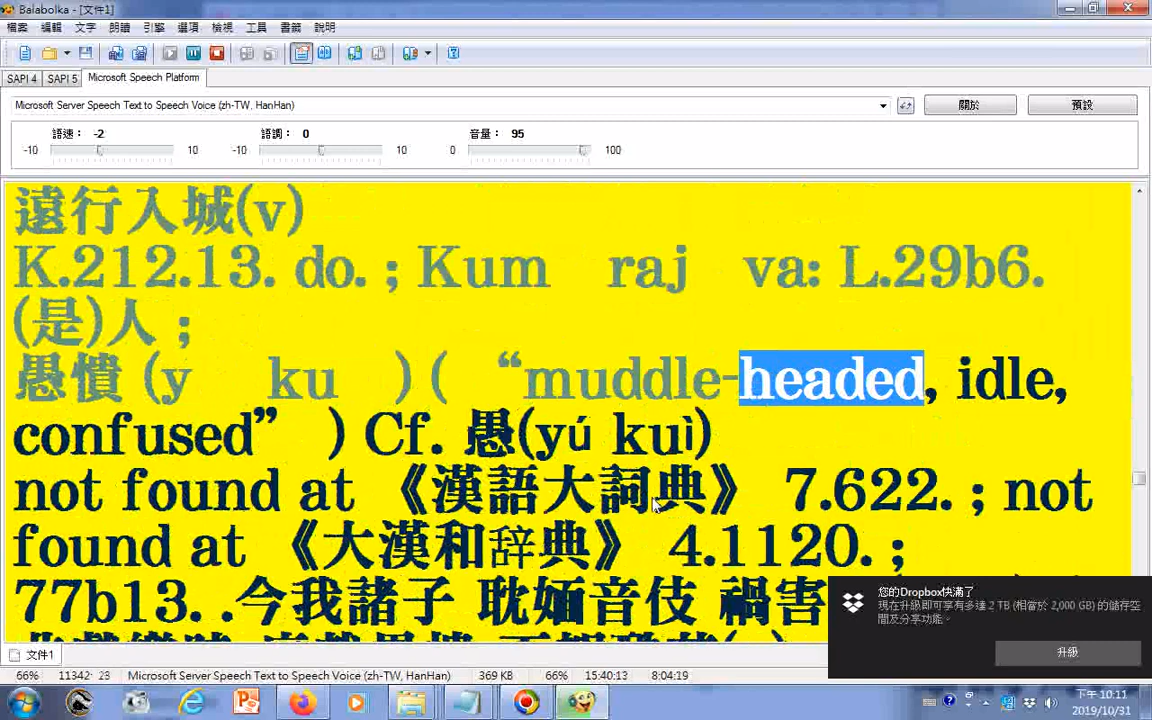 Balabolka - [文件1]
檔案 編輯 文字 朗讀 引擎 選項 檢視 工具 書籤 說明
SAPI 4 SAPI 5 Microsoft Speech Platform
Microsoft Server Speech Text to Speech Voice (zh-TW, HanHan)
關於 預設
語速： -2 語調： 0 音量： 95
-10 10 -10 10 0 100
遠行入城(v)
K.212.13. do. ; Kum raj va: L.29b6.
(是)人 ;
愚憒 (y ku )( “muddle-headed, idle,
confused” ) Cf. 愚(yú kuì)
not found at 《漢語大詞典》 7.622. ; not
found at 《大漢和辞典》 4.1120. ;
77b13..今我諸子 耽婳音伎 禍害
您的Dropbox快滿了
現在升級即可享有多達 2 TB (相當於 2,000 GB) 的儲存空
間及分享功能。
升級
文件1
66% 11342: 23 Microsoft Server Speech Text to Speech Voice (zh-TW, HanHan) 369 KB 66% 15:40:13 8:04:19
下午 10:11
2019/10/31